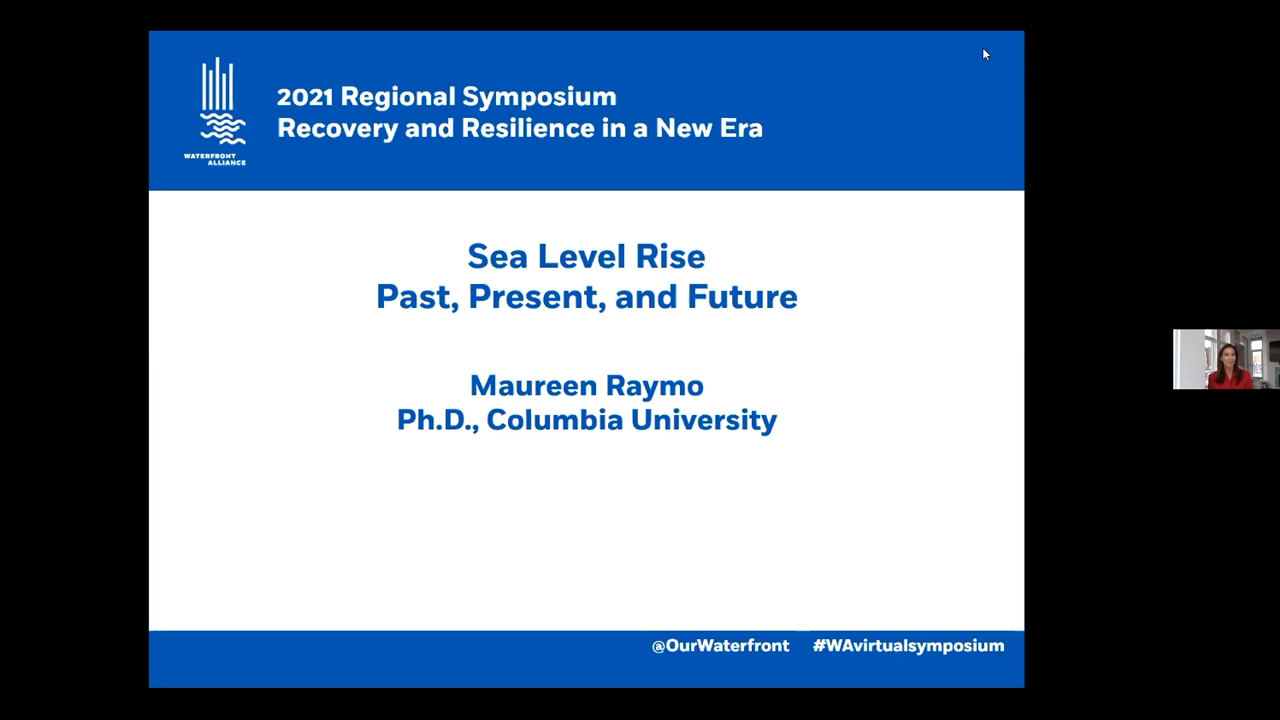 2021 Regional Symposium
Recovery and Resilience in a New Era
WATERFRONT
ALLIANCE
Sea Level Rise
Past, Present, and Future
Maureen Raymo
Ph.D., Columbia University
@OurWaterfront #WAvirtualsymposium